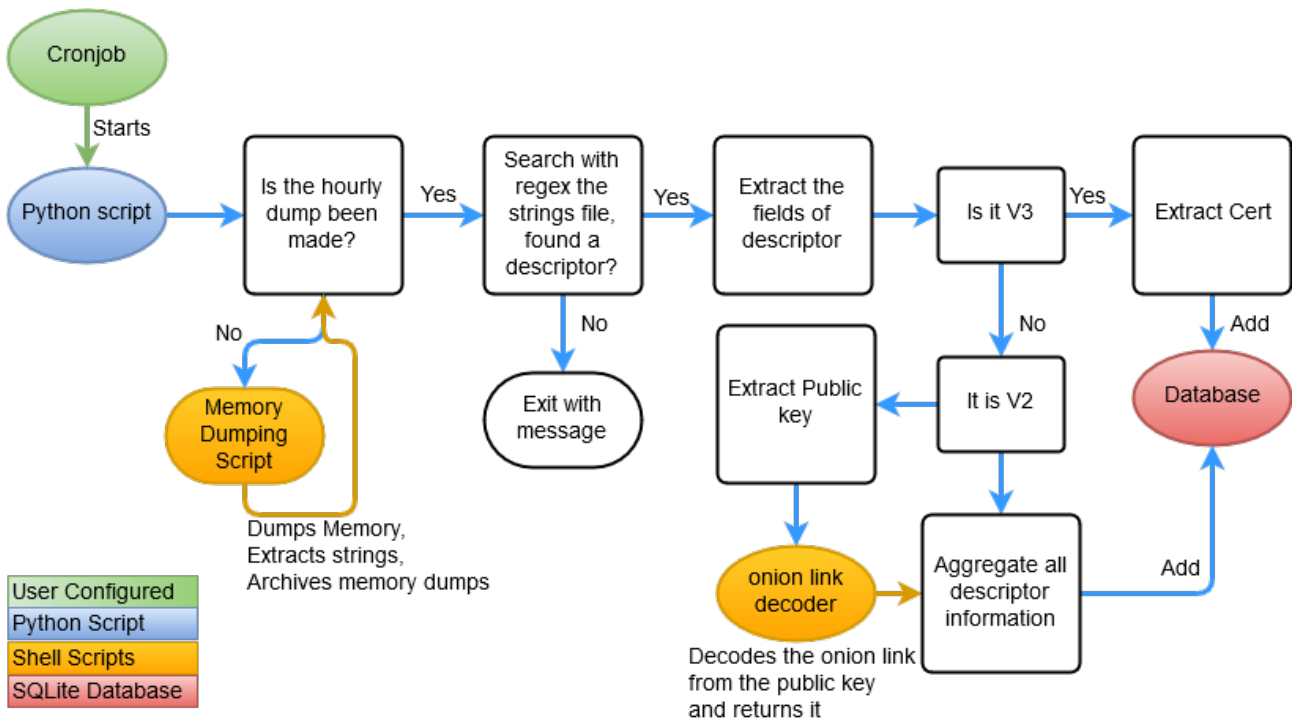 Cronjob
Starts
Python script
Is the hourly
dump been
made?
Yes
Search with
regex the
strings file,
found a
descriptor?
Yes
Extract the
fields of
descriptor
Is it V3
Yes
Extract Cert
No
Memory
Dumping
Script
Dumps Memory,
Extracts strings,
Archives memory dumps
No
Exit with
message
No
It is V2
Extract Public
key
Add
Database
onion link
decoder
Decodes the onion link
from the public key
and returns it
Aggregate all
descriptor
information
Add
User Configured
Python Script
Shell Scripts
SQLite Database